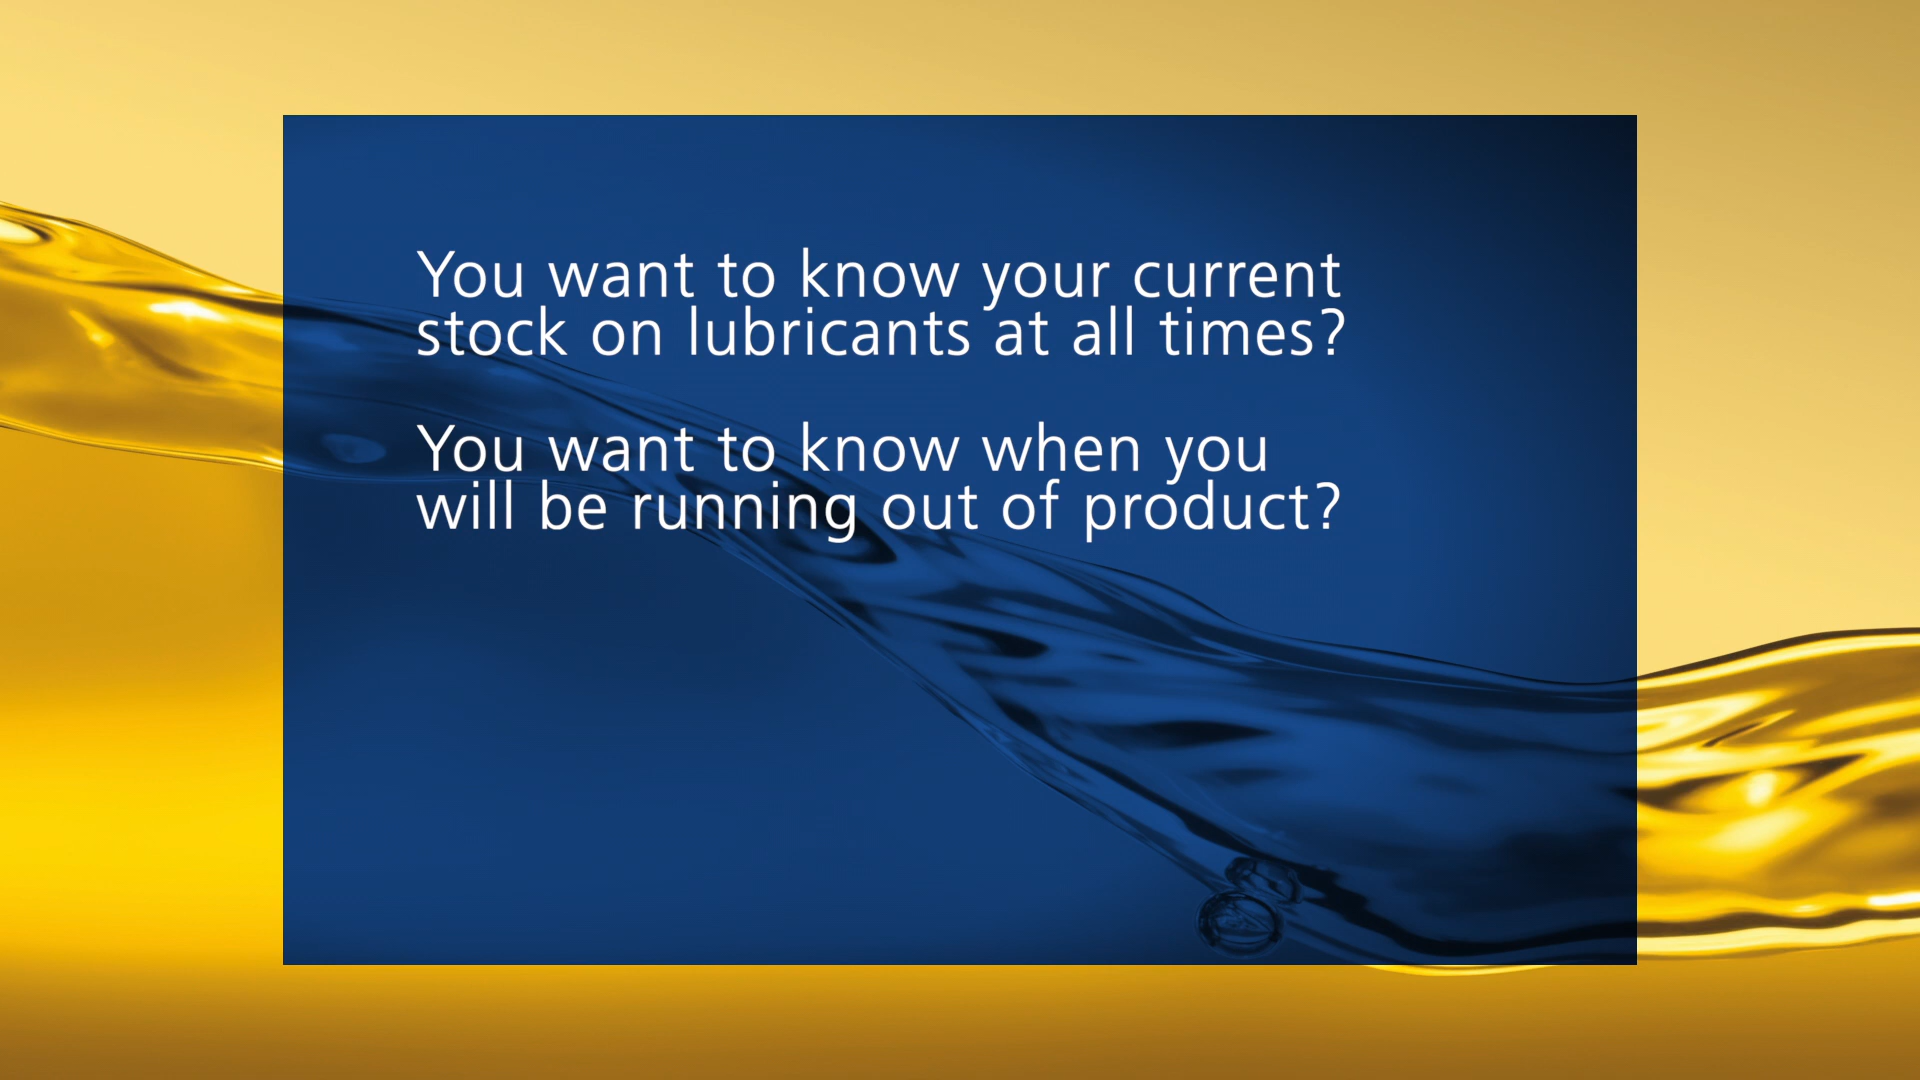 You want to know your current
stock on lubricants at all times?
You want to know when you
will be running out of product?